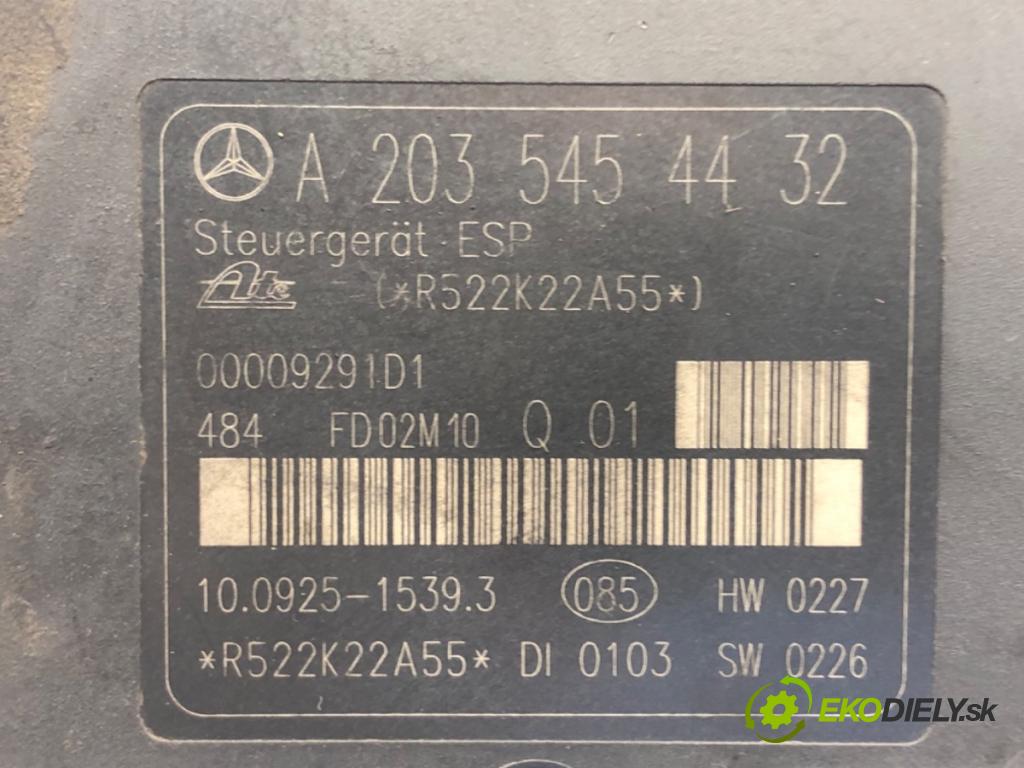 A 203 545 44 32
Steuergerät ESP
Ate (*R522K22A55*)
00009291D1
484 FD02M10 Q 01
10.0925-1539.3 085 HW 0227
*R522K22A55* DI 0103 SW 0226
EKODIELY.sk